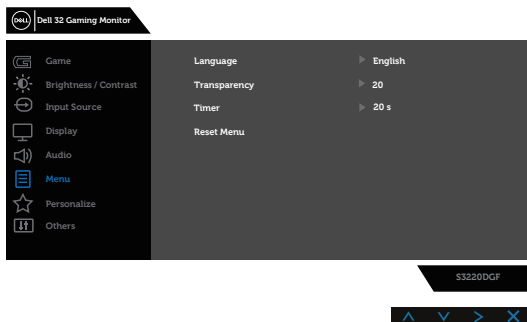 DELL
Dell 32 Gaming Monitor
Game
Language English
Brightness / Contrast
Transparency 20
Input Source
Timer 20 s
Display
Reset Menu
Audio
Menu
Personalize
Others
S3220DGF